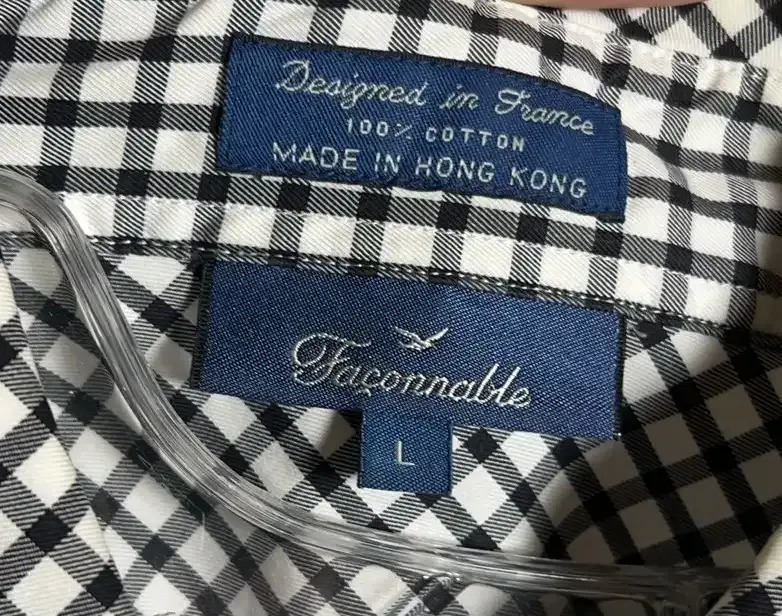 Designed in France
100% COTTON
MADE IN HONG KONG
Façonnable
L